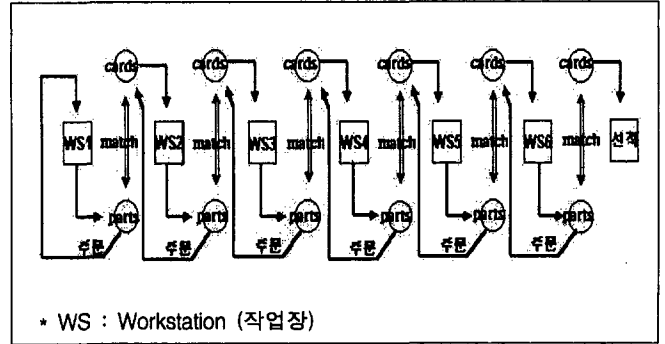 cards cards cards cards cards cards
WS1 match WS2 match WS3 match WS4 match WS5 match WS6 match 선척
parts parts parts parts parts parts
주문 주문 주문 주문 주문 주문
* WS : Workstation (작업장)